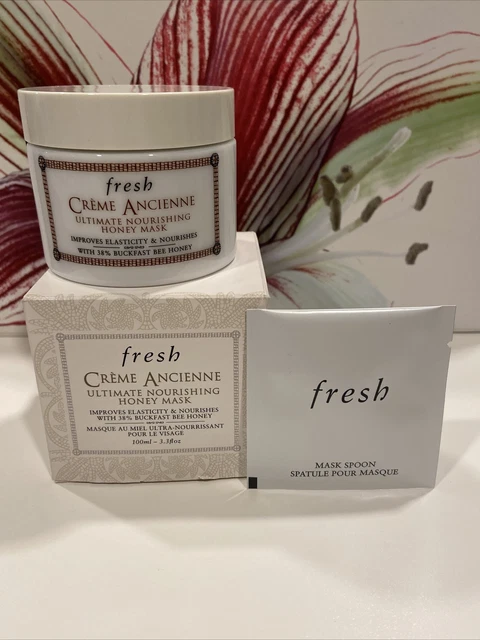 fresh
CRÈME ANCIENNE
ULTIMATE NOURISHING
HONEY MASK
IMPROVES ELASTICITY & NOURISHES
WITH 38% BUCKFAST BEE HONEY
fresh
CRÈME ANCIENNE
ULTIMATE NOURISHING
HONEY MASK
IMPROVES ELASTICITY & NOURISHES
WITH 38% BUCKFAST BEE HONEY
MASQUE AU MIEL ULTRA-NOURRISSANT
POUR LE VISAGE
100ml - 3.3fl oz
fresh
MASK SPOON
SPATULE POUR MASQUE